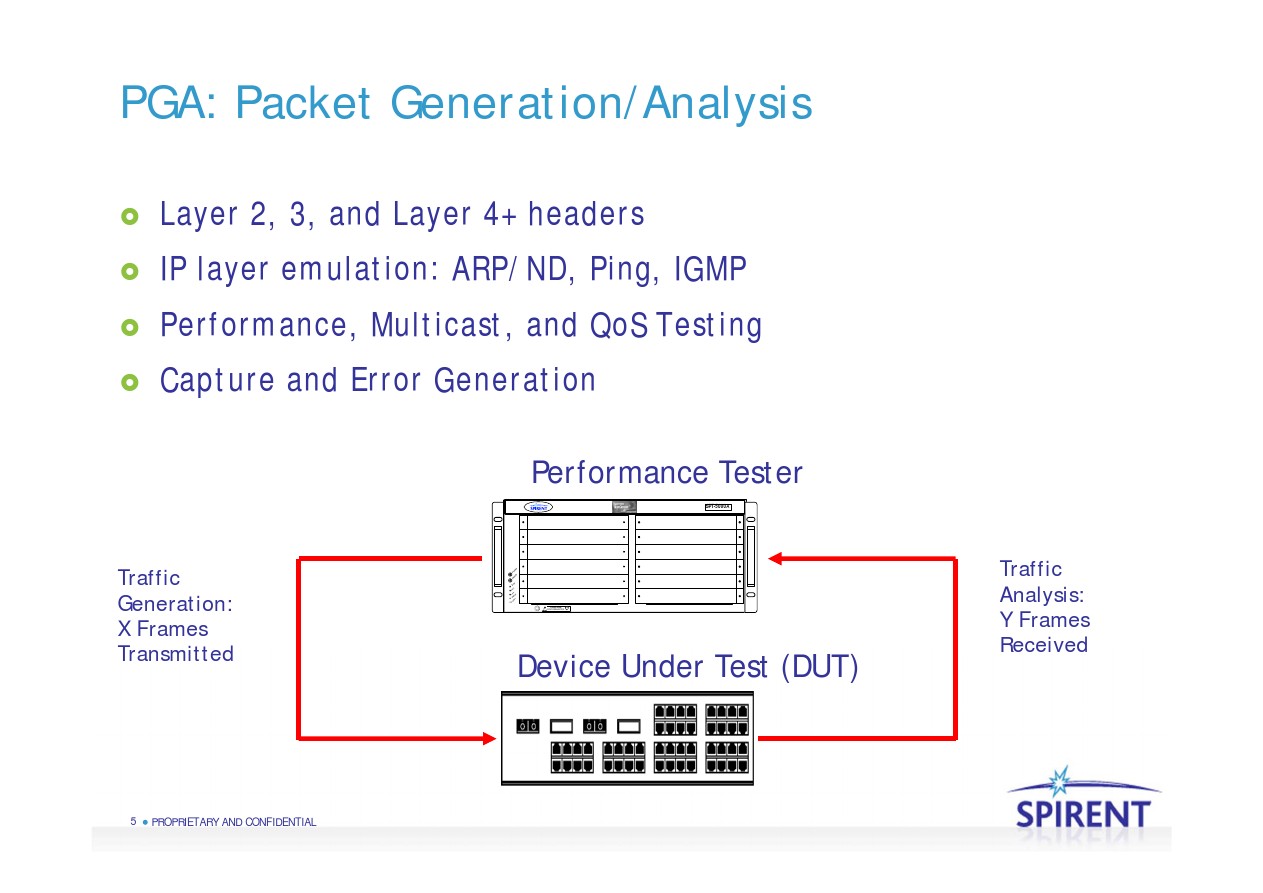 PGA: Packet Generation/Analysis
Layer 2, 3, and Layer 4+ headers
IP layer emulation: ARP/ND, Ping, IGMP
Performance, Multicast, and QoS Testing
Capture and Error Generation
Performance Tester
SPIRENT
Traffic
Generation:
X Frames
Transmitted
Traffic
Analysis:
Y Frames
Received
Device Under Test (DUT)
SPIRENT
5 ● PROPRIETARY AND CONFIDENTIAL